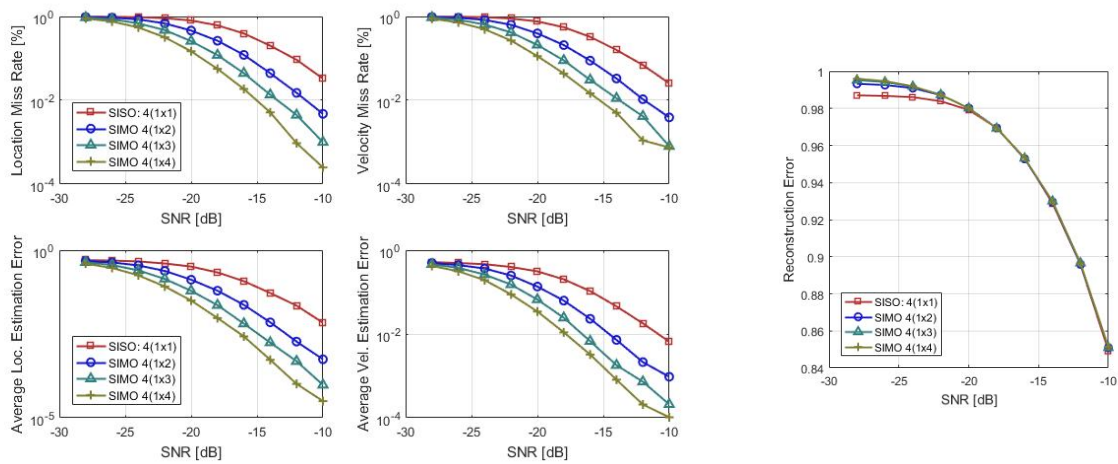 Location Miss Rate [%]
10^0
10^-2
10^-4
SISO: 4(1x1)
SIMO 4(1x2)
SIMO 4(1x3)
SIMO 4(1x4)
-30 -25 -20 -15 -10
SNR [dB]
Velocity Miss Rate [%]
10^0
10^-2
10^-4
-30 -25 -20 -15 -10
SNR [dB]
Average Loc. Estimation Error
10^0
10^-5
SISO: 4(1x1)
SIMO 4(1x2)
SIMO 4(1x3)
SIMO 4(1x4)
-30 -25 -20 -15 -10
SNR [dB]
Average Vel. Estimation Error
10^0
10^-2
10^-4
-30 -25 -20 -15 -10
SNR [dB]
Reconstruction Error
1
0.98
0.96
0.94
0.92
0.9
0.88
0.86
0.84
SISO: 4(1x1)
SIMO 4(1x2)
SIMO 4(1x3)
SIMO 4(1x4)
-30 -25 -20 -15 -10
SNR [dB]